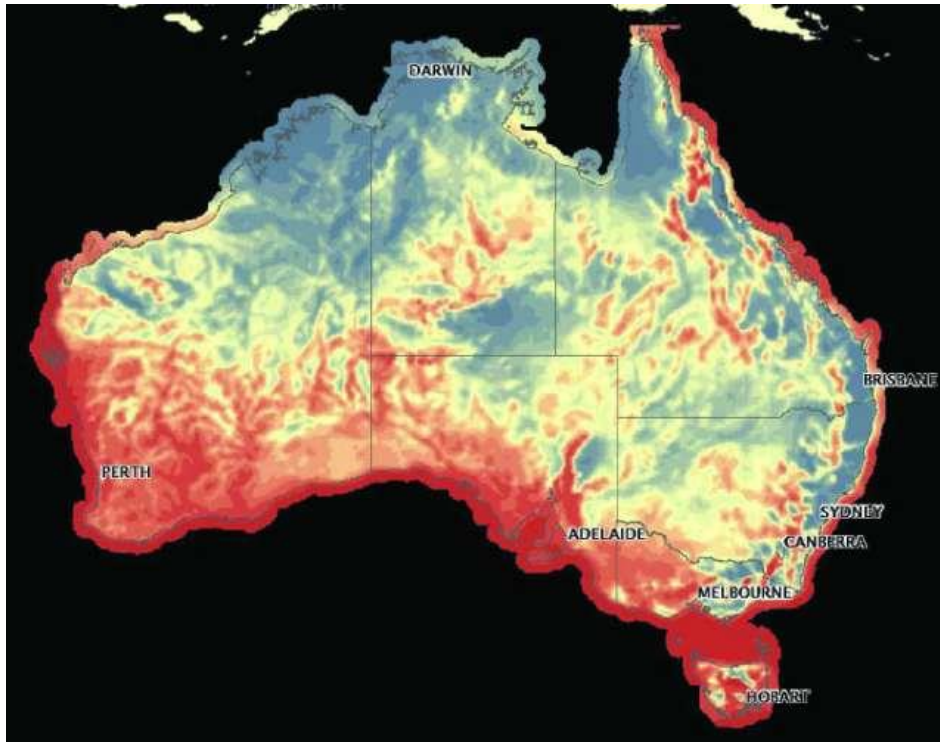 DARWIN
BRISBANE
PERTH
SYDNEY
ADELAIDE
CANBERRA
MELBOURNE
HOBART